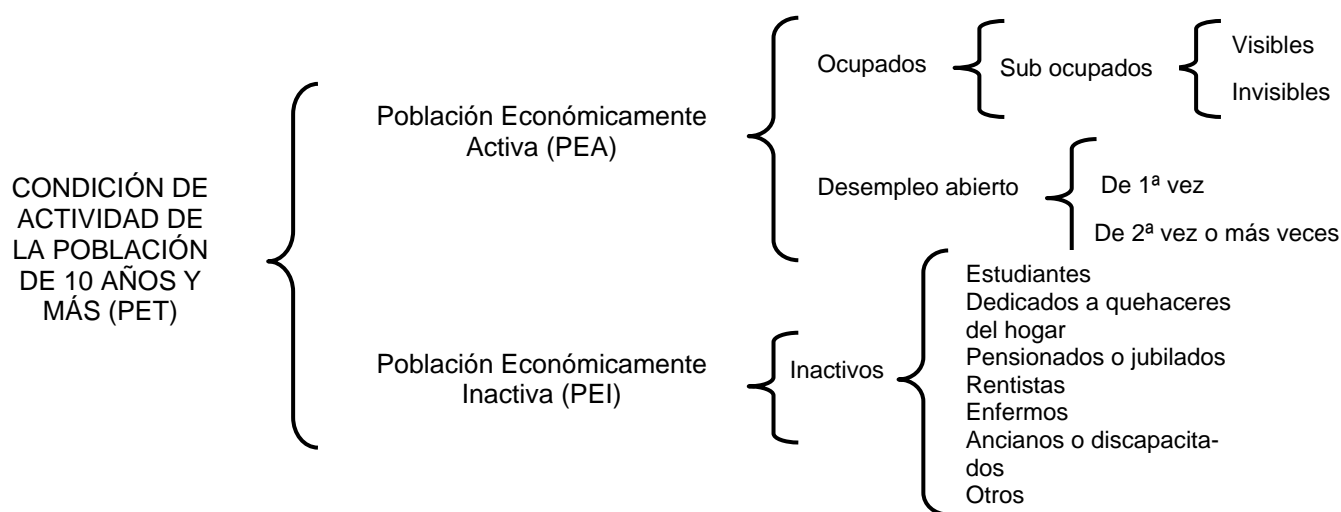 CONDICIÓN DE
ACTIVIDAD DE
LA POBLACIÓN
DE 10 AÑOS Y
MÁS (PET)
Población Económicamente
Activa (PEA)
Ocupados
Sub ocupados
Visibles
Invisibles
Desempleo abierto
De 1ª vez
De 2ª vez o más veces
Población Económicamente
Inactiva (PEI)
Inactivos
Estudiantes
Dedicados a quehaceres
del hogar
Pensionados o jubilados
Rentistas
Enfermos
Ancianos o discapacita-
dos
Otros